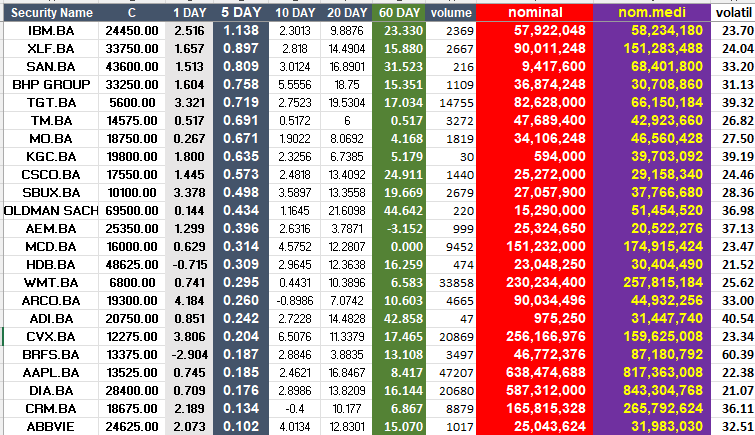 Security Name C 1 DAY 5 DAY 10 DAY 20 DAY 60 DAY volume nominal nom.medi volatil
IBM.BA 24450.00 2.516 1.138 2.3013 9.8876 23.330 2369 57,922,048 58,234,180 23.70
XLF.BA 33750.00 1.657 0.897 2.818 14.4904 15.880 2667 90,011,248 151,283,488 24.04
SAN.BA 43600.00 1.513 0.809 3.0124 16.8901 31.523 216 9,417,600 68,401,800 33.20
BHP GROUP 33250.00 1.604 0.758 5.5556 18.75 15.351 1109 36,874,248 30,708,860 31.13
TGT.BA 5600.00 3.321 0.719 2.7523 19.5304 17.034 14755 82,628,000 66,150,184 39.32
TM.BA 14575.00 0.517 0.691 0.5172 6 0.517 3272 47,689,400 42,923,660 26.82
MO.BA 18750.00 0.267 0.671 1.9022 8.0692 4.168 1819 34,106,248 46,560,428 27.50
KGC.BA 19800.00 1.800 0.635 2.3256 6.7385 5.179 30 594,000 39,703,092 39.19
CSCO.BA 17550.00 1.445 0.573 2.4818 13.4092 24.911 1440 25,272,000 29,158,340 24.46
SBUX.BA 10100.00 3.378 0.498 3.5897 13.3558 19.669 2679 27,057,900 37,766,680 28.36
OLDMAN SACH 69500.00 0.144 0.434 1.1645 21.6098 44.642 220 15,290,000 51,454,520 36.98
AEM.BA 25350.00 1.299 0.396 2.6316 3.7871 -3.152 999 25,324,650 20,522,276 37.13
MCD.BA 16000.00 0.629 0.314 4.5752 12.2807 0.000 9452 151,232,000 174,915,424 23.47
HDB.BA 48625.00 -0.715 0.309 2.9645 12.3638 16.259 474 23,048,250 30,404,490 21.52
WMT.BA 6800.00 0.741 0.295 0.4431 10.3896 6.583 33858 230,234,400 257,815,184 25.62
ARCO.BA 19300.00 4.184 0.260 -0.8986 7.0742 10.603 4665 90,034,496 44,932,256 33.00
ADI.BA 20750.00 0.851 0.242 2.7228 14.4828 42.858 47 975,250 31,447,740 40.54
CVX.BA 12275.00 3.806 0.204 6.5076 11.3379 17.465 20869 256,166,976 159,625,008 23.34
BRFS.BA 13375.00 -2.904 0.187 2.8846 3.8835 13.108 3497 46,772,376 87,180,792 60.39
AAPL.BA 13525.00 0.745 0.185 2.4621 16.8467 8.417 47207 638,474,688 817,363,008 22.38
DIA.BA 28400.00 0.709 0.176 2.8986 13.8209 16.144 20680 587,312,000 843,304,768 21.07
CRM.BA 18675.00 2.189 0.134 -0.4 10.177 6.867 8879 165,815,328 265,792,624 36.11
ABBVIE 24625.00 2.073 0.102 4.0134 12.8301 15.070 1017 25,043,624 31,983,030 32.51